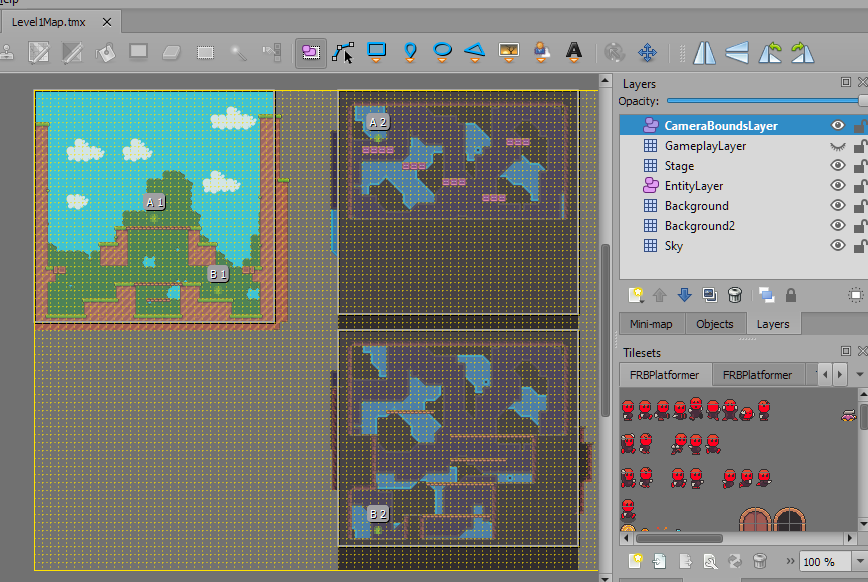 elp
Level1Map.tmx
A 1
B 1
A 2
B 2
Layers
Opacity:
CameraBoundsLayer
GameplayLayer
Stage
EntityLayer
Background
Background2
Sky
Mini-map
Objects
Layers
Tilesets
FRBPlatformer
FRBPlatformer
100 %